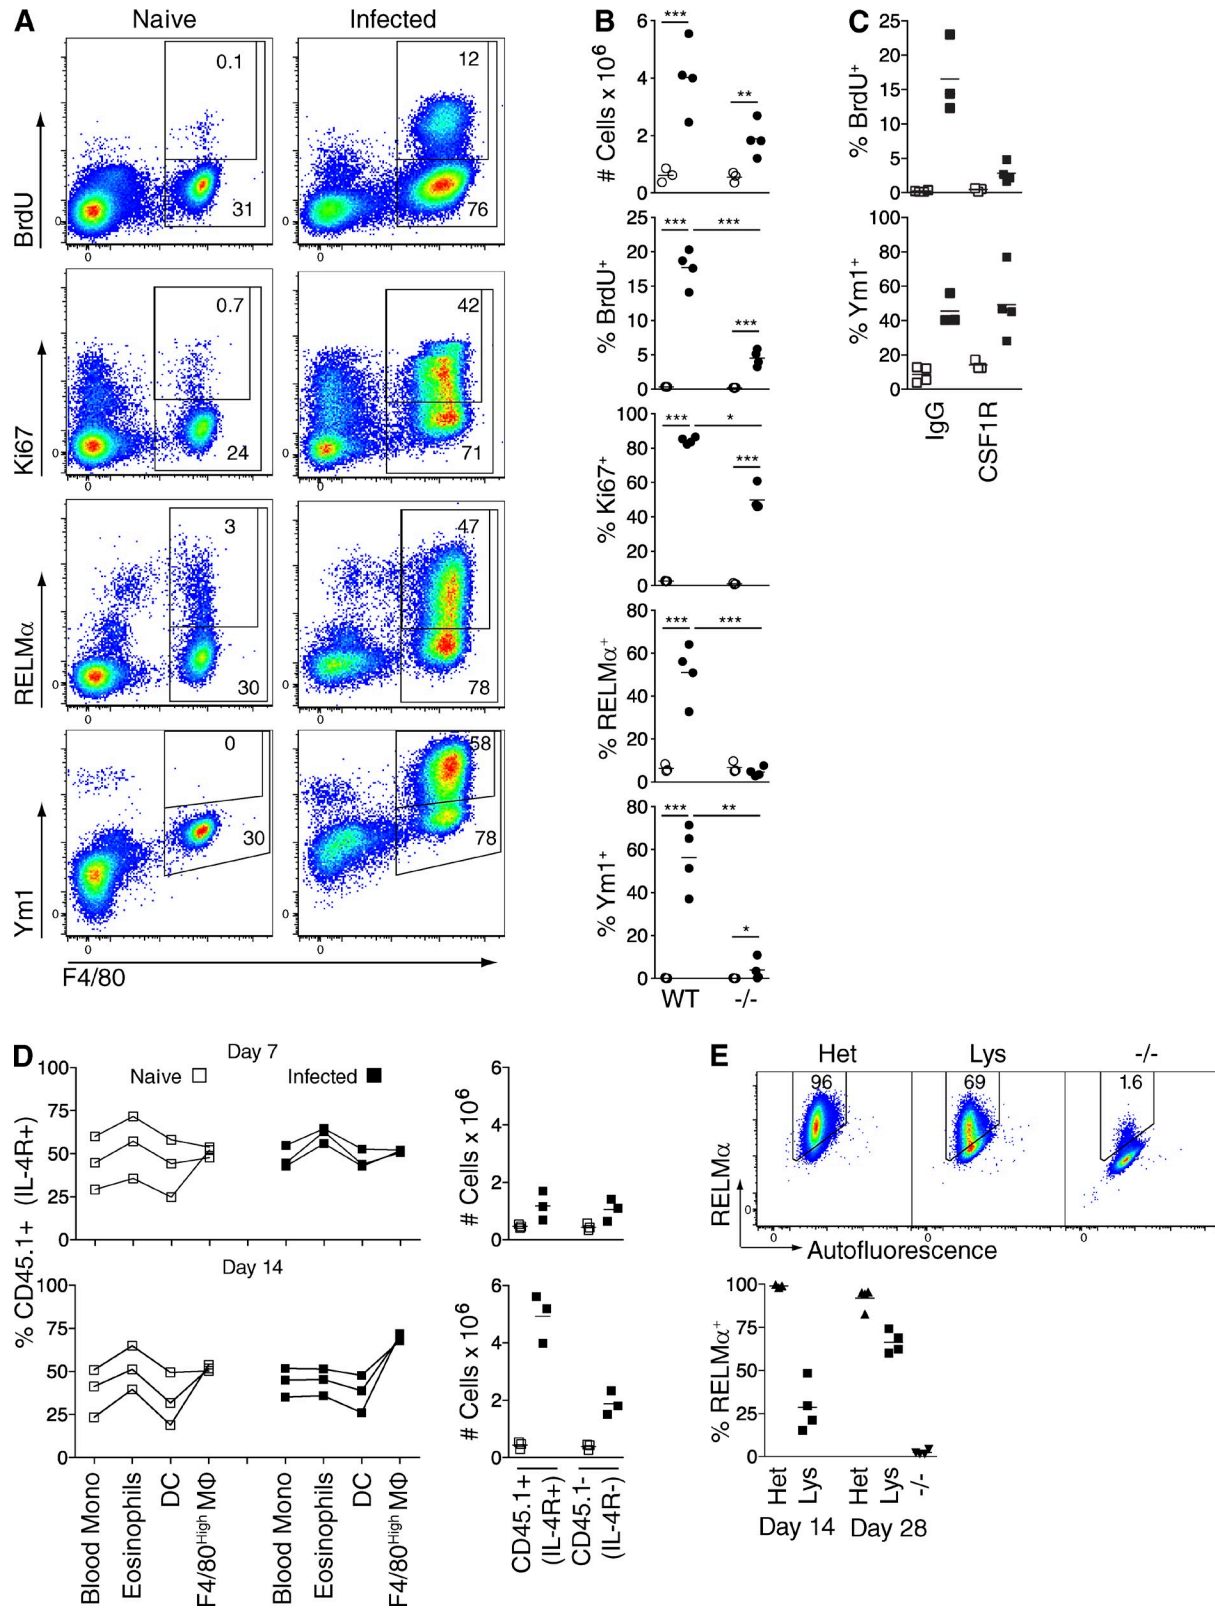 A
Naive
Infected
0.1
31
12
76
BrdU
0
0
0
0.7
24
42
71
Ki67
0
0
0
3
30
47
78
RELMα
0
0
0
0
30
58
78
Ym1
0
0
0
0
F4/80
B
# Cells x 10⁶
6
4
2
0
***
**
% BrdU⁺
25
20
15
10
5
0
***
***
***
% Ki67⁺
100
80
60
40
20
0
***
*
***
% RELMα⁺
80
60
40
20
0
***
***
% Ym1⁺
80
60
40
20
0
***
**
*
WT
-/-
C
% BrdU⁺
25
20
15
10
5
0
% Ym1⁺
100
80
60
40
20
0
IgG
CSF1R
D
% CD45.1+ (IL-4R+)
Day 7
Naive
Infected
100
75
50
25
0
# Cells x 10⁶
6
4
2
0
Day 14
100
75
50
25
0
Blood Mono
Eosinophils
DC
F4/80ᴴⁱᵍʰ MΦ
Blood Mono
Eosinophils
DC
F4/80ᴴⁱᵍʰ MΦ
# Cells x 10⁶
6
4
2
0
CD45.1+
(IL-4R+)
CD45.1-
(IL-4R-)
E
Het
Lys
-/-
96
69
1.6
RELMα
0
0
0
0
Autofluorescence
% RELMα⁺
100
75
50
25
0
Het
Lys
Het
Lys
-/-
Day 14
Day 28